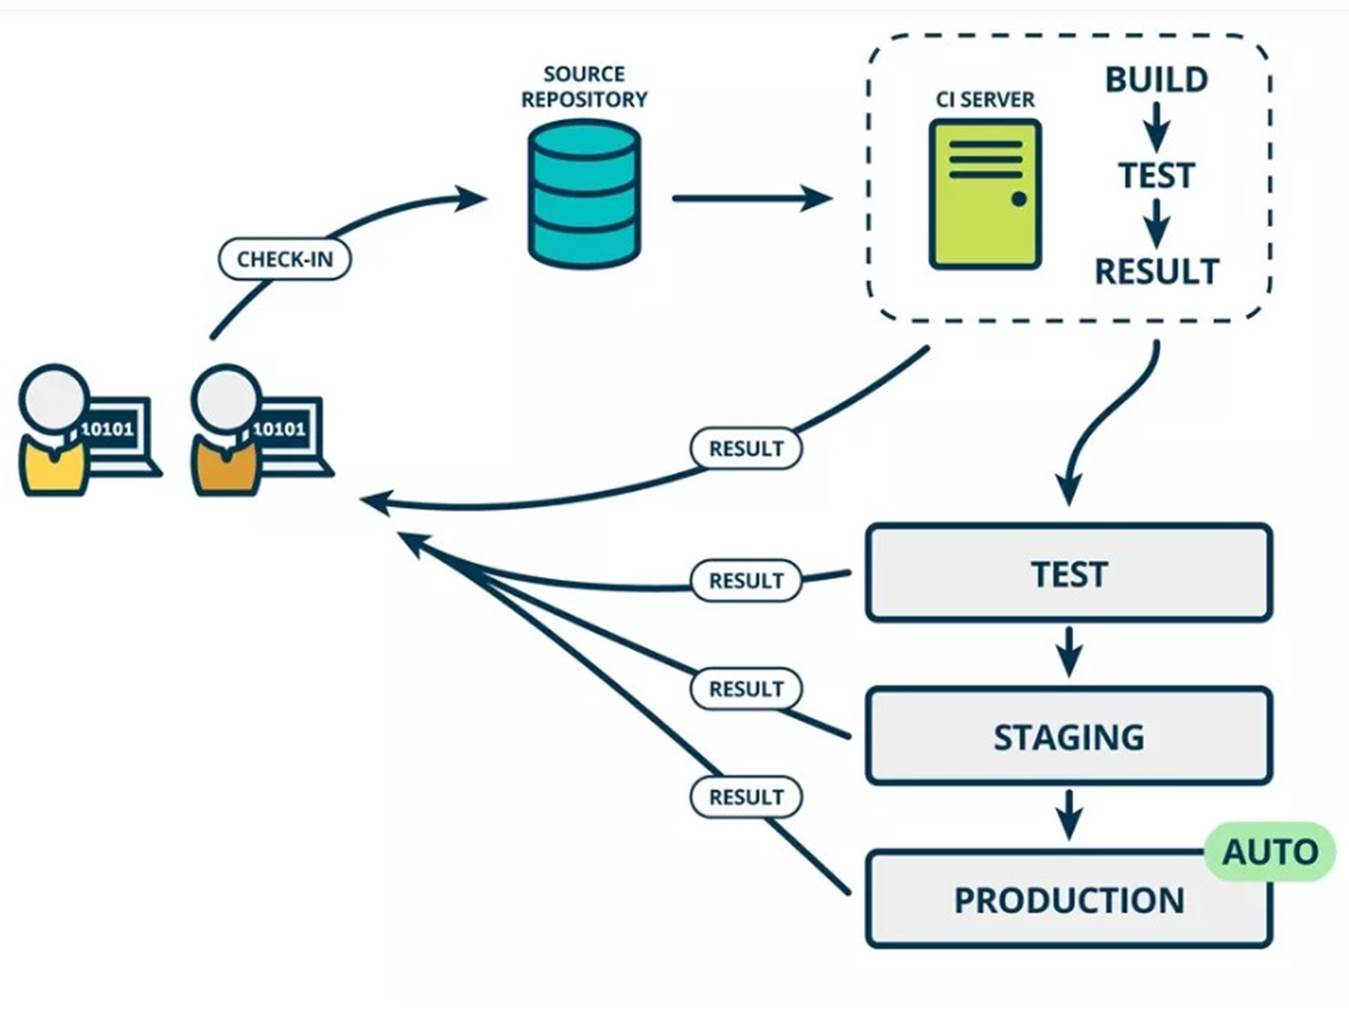 SOURCE
REPOSITORY
CI SERVER
BUILD
TEST
RESULT
CHECK-IN
10101
10101
RESULT
RESULT
RESULT
RESULT
TEST
STAGING
AUTO
PRODUCTION